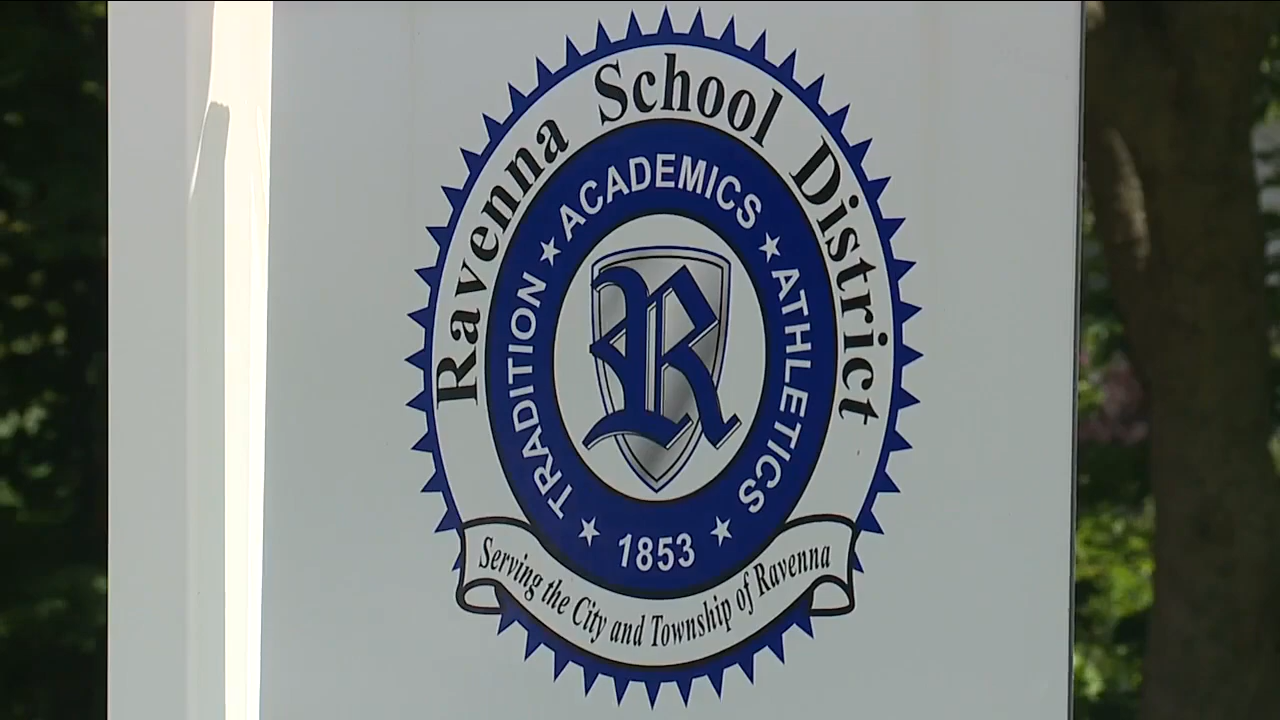 Ravenna School District
TRADITION ★ ACADEMICS ★ ATHLETICS
R
★ 1853 ★
Serving the City and Township of Ravenna